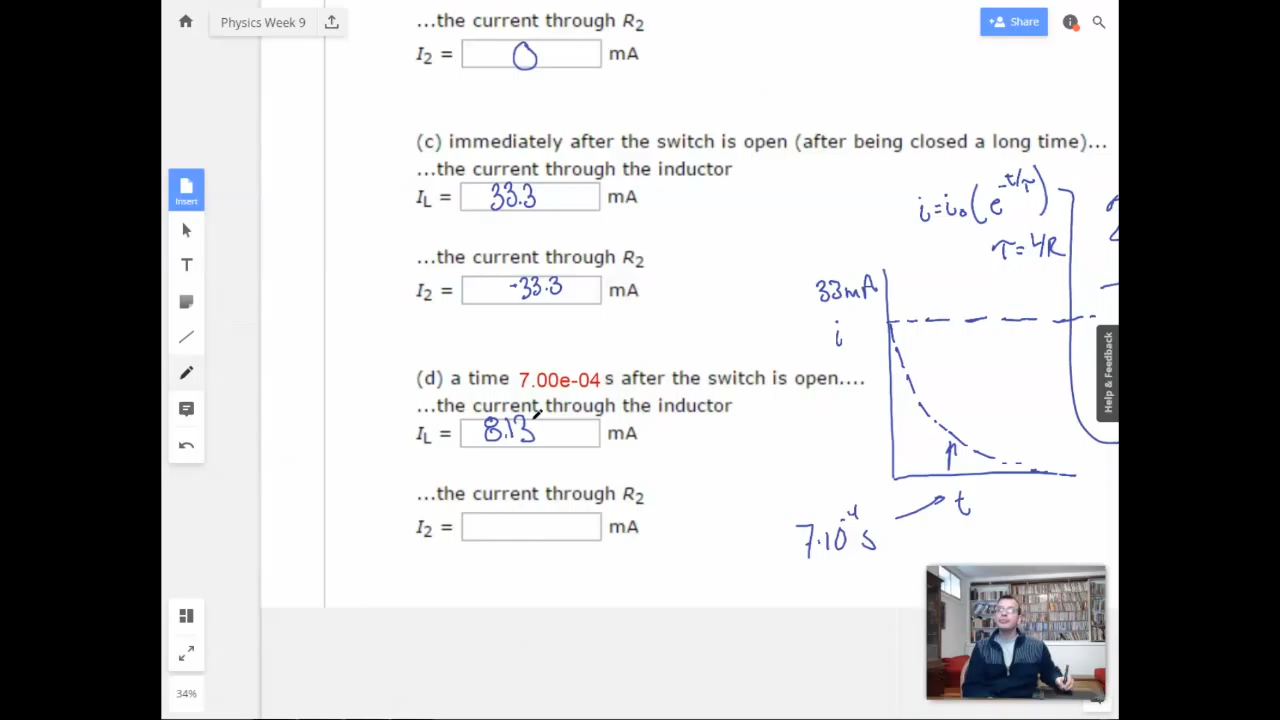 Physics Week 9
Share
...the current through R₂
I₂ = 0 mA
(c) immediately after the switch is open (after being closed a long time)...
...the current through the inductor
I_L = 33.3 mA
...the current through R₂
I₂ = -33.3 mA
(d) a time 7.00e-04 s after the switch is open....
...the current through the inductor
I_L = 8.13 mA
...the current through R₂
I₂ = mA
i=i₀(e^-t/τ)
τ=L/R
33mA
i
t
7·10^-4 s
Insert
T
34%
Help & Feedback